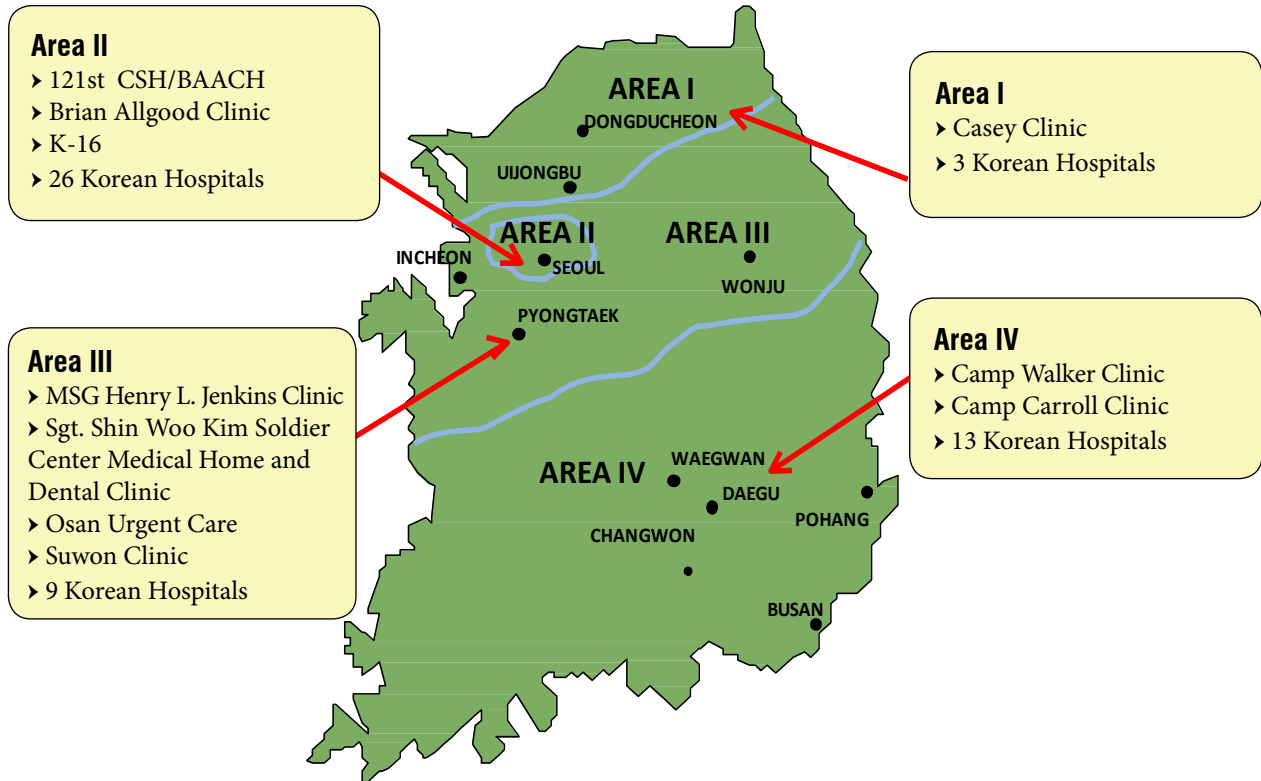 Area II
➤ 121st CSH/BAACH
➤ Brian Allgood Clinic
➤ K-16
➤ 26 Korean Hospitals
Area I
➤ Casey Clinic
➤ 3 Korean Hospitals
AREA I
DONGDUCHEON
UIJONGBU
AREA II
AREA III
INCHEON
SEOUL
WONJU
PYONGTAEK
Area III
➤ MSG Henry L. Jenkins Clinic
➤ Sgt. Shin Woo Kim Soldier
Center Medical Home and
Dental Clinic
➤ Osan Urgent Care
➤ Suwon Clinic
➤ 9 Korean Hospitals
Area IV
➤ Camp Walker Clinic
➤ Camp Carroll Clinic
➤ 13 Korean Hospitals
WAEGWAN
AREA IV
DAEGU
POHANG
CHANGWON
BUSAN